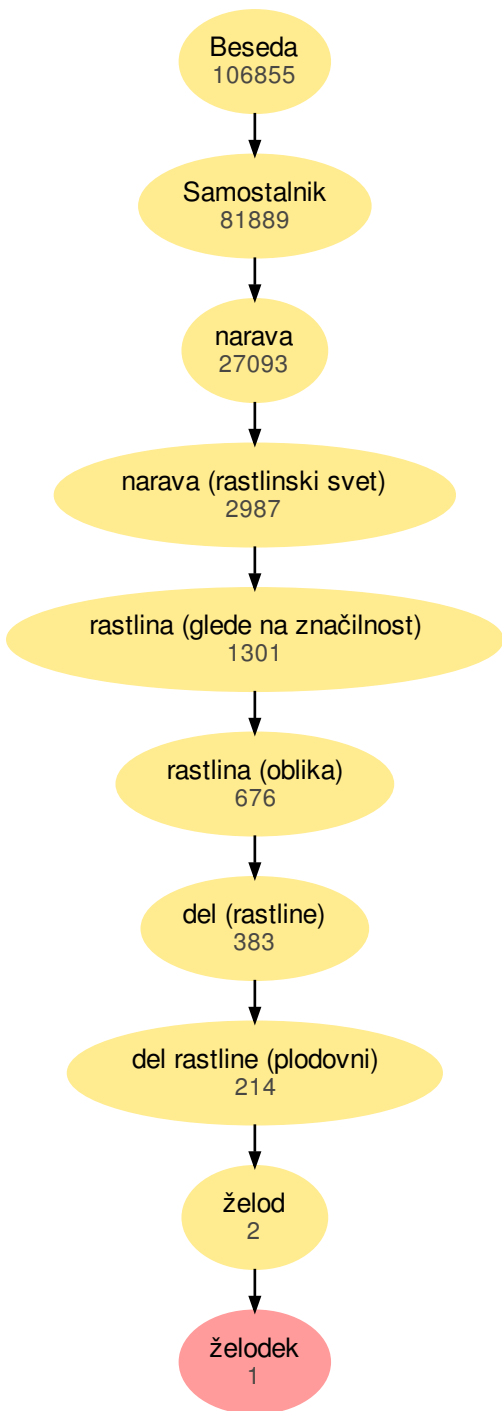 Beseda
106855
Samostalnik
81889
narava
27093
narava (rastlinski svet)
2987
rastlina (glede na značilnost)
1301
rastlina (oblika)
676
del (rastline)
383
del rastline (plodovni)
214
želod
2
želodek
1